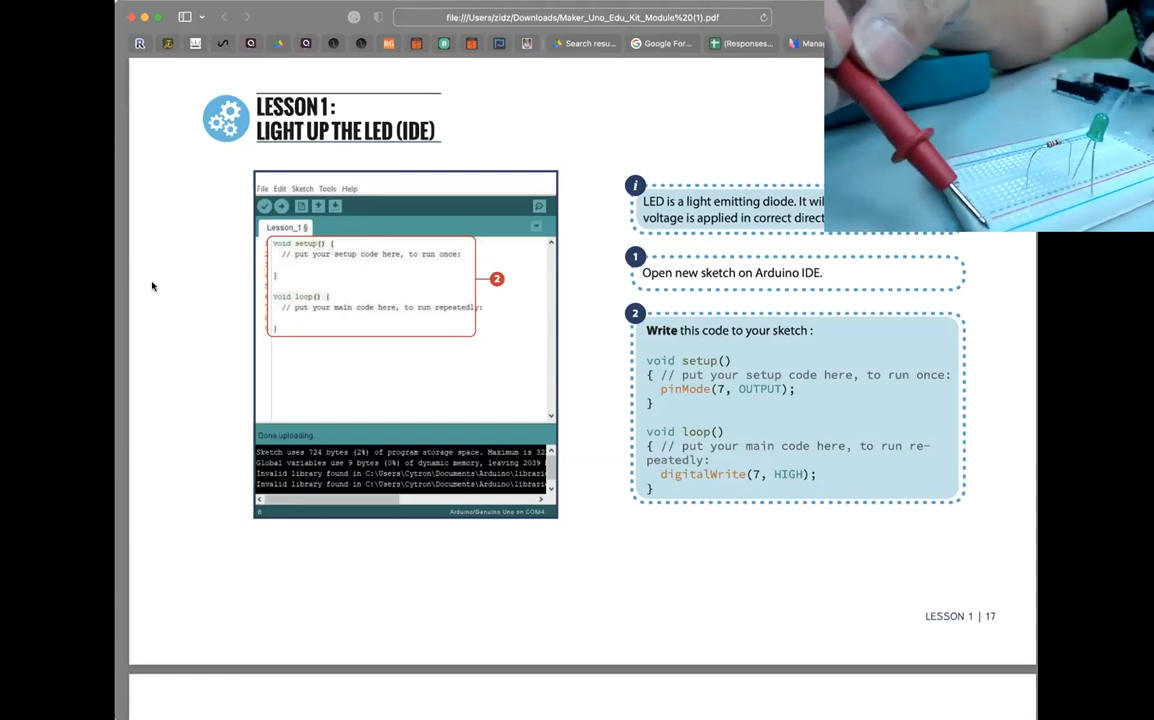 file:///Users/zidz/Downloads/Maker_Uno_Edu_Kit_Module%20(1).pdf
Search resu...
Google For...
(Responses...
Mana
LESSON 1 :
LIGHT UP THE LED (IDE)
File Edit Sketch Tools Help
Lesson_1 §
void setup() {
// put your setup code here, to run once:
}
void loop() {
// put your main code here, to run repeatedly:
}
2
Done uploading.
Sketch uses 724 bytes (2%) of program storage space. Maximum is 32
Global variables use 9 bytes (0%) of dynamic memory, leaving 2039
Invalid library found in C:\Users\Cytron\Documents\Arduino\librari
Invalid library found in C:\Users\Cytron\Documents\Arduino\librari
Arduino/Genuino Uno on COM4
i
LED is a light emitting diode. It wil
voltage is applied in correct direct
1
Open new sketch on Arduino IDE.
2
Write this code to your sketch :
void setup()
{ // put your setup code here, to run once:
pinMode(7, OUTPUT);
}
void loop()
{ // put your main code here, to run re-
peatedly:
digitalWrite(7, HIGH);
}
LESSON 1 | 17